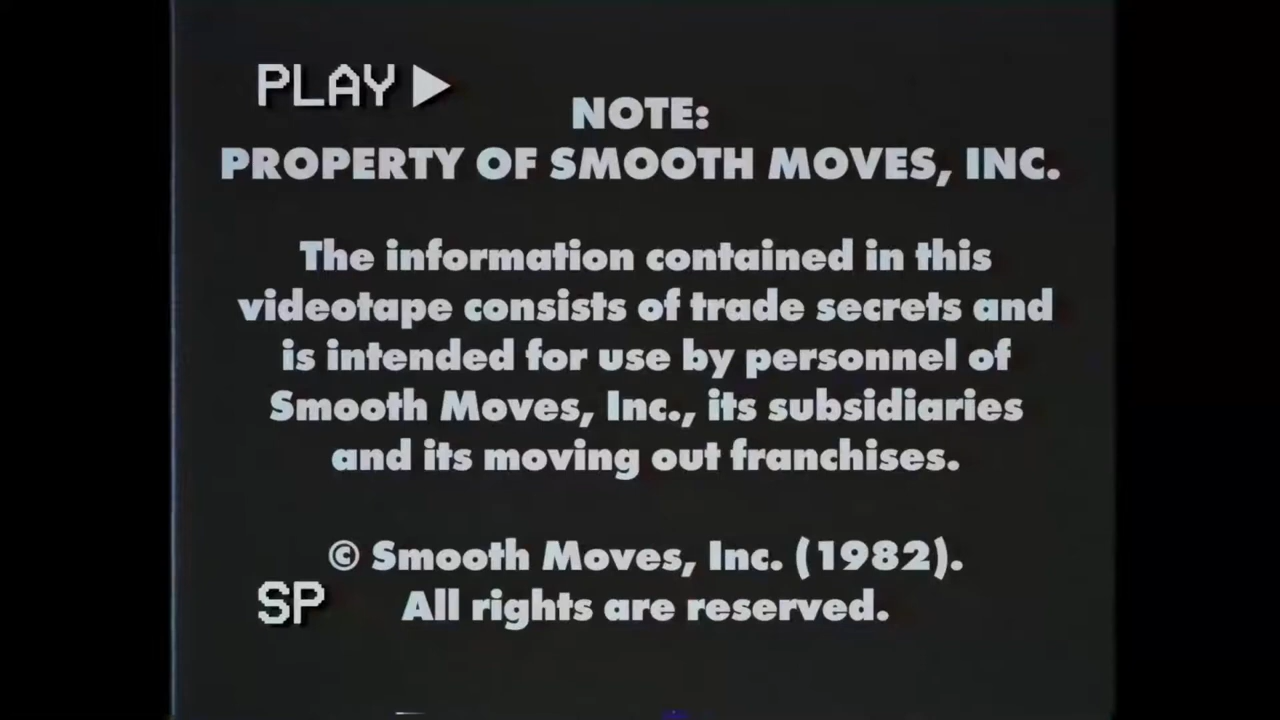 PLAY ▶
NOTE:
PROPERTY OF SMOOTH MOVES, INC.
The information contained in this
videotape consists of trade secrets and
is intended for use by personnel of
Smooth Moves, Inc., its subsidiaries
and its moving out franchises.
© Smooth Moves, Inc. (1982).
SP
All rights are reserved.